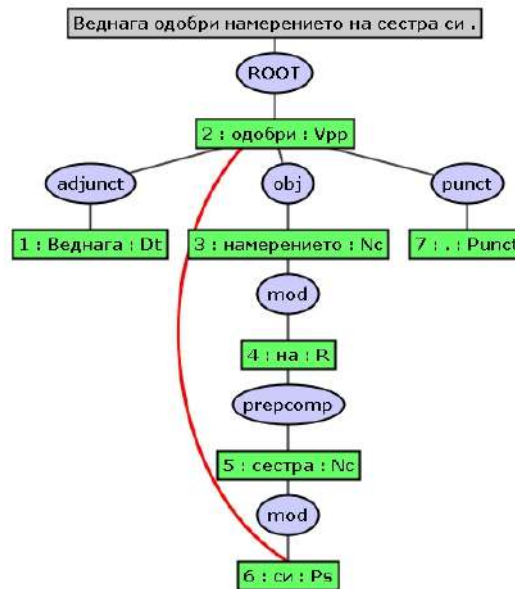 Веднага одобри намерението на сестра си .
ROOT
2 : одобри : Vpp
adjunct obj punct
1 : Веднага : Dt 3 : намерението : Nc 7 : . : Punct
mod
4 : на : R
prepcomp
5 : сестра : Nc
mod
6 : си : Ps